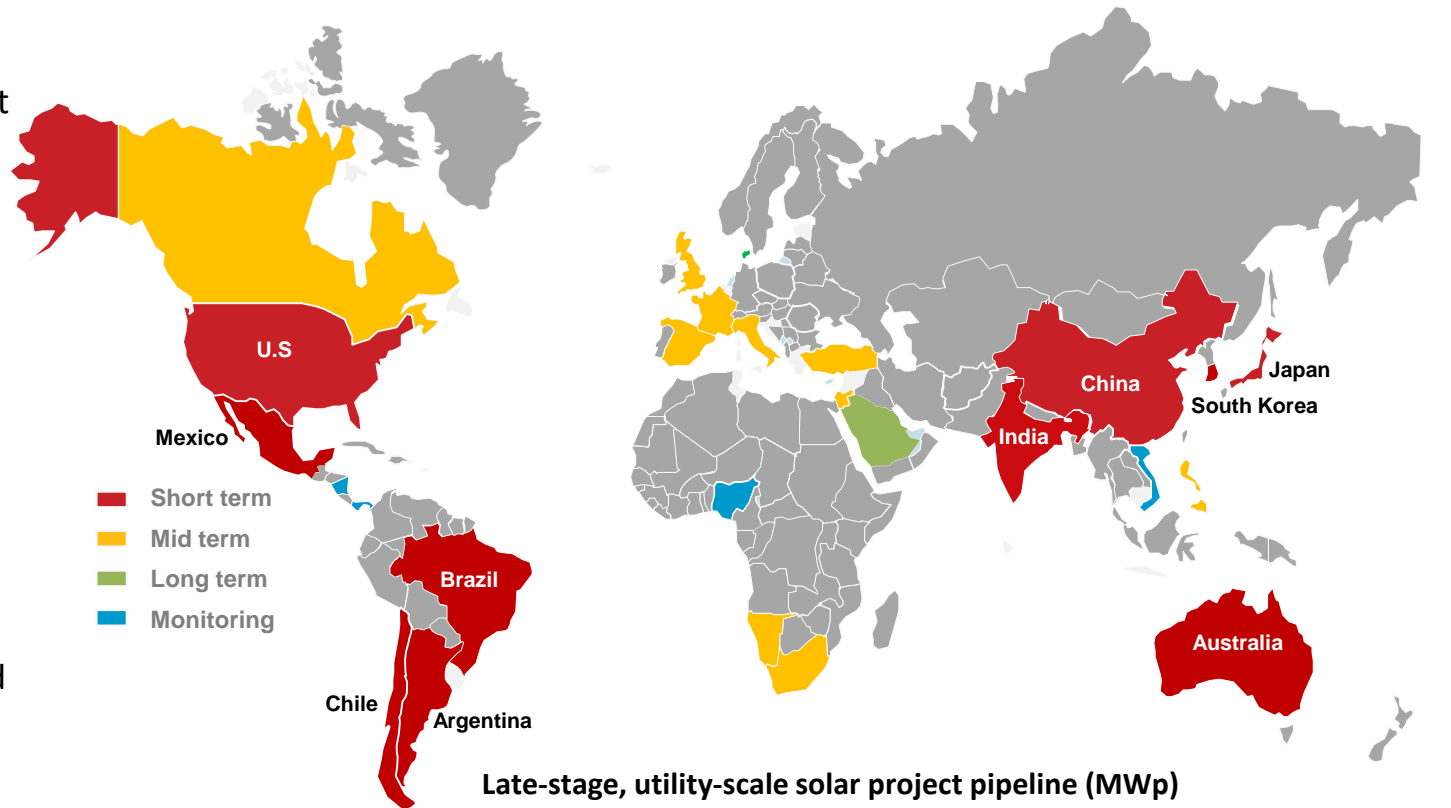 t
U.S
China
Japan
South Korea
India
Mexico
Short term
Mid term
Long term
Monitoring
Brazil
Australia
Chile
Argentina
d
Late-stage, utility-scale solar project pipeline (MWp)